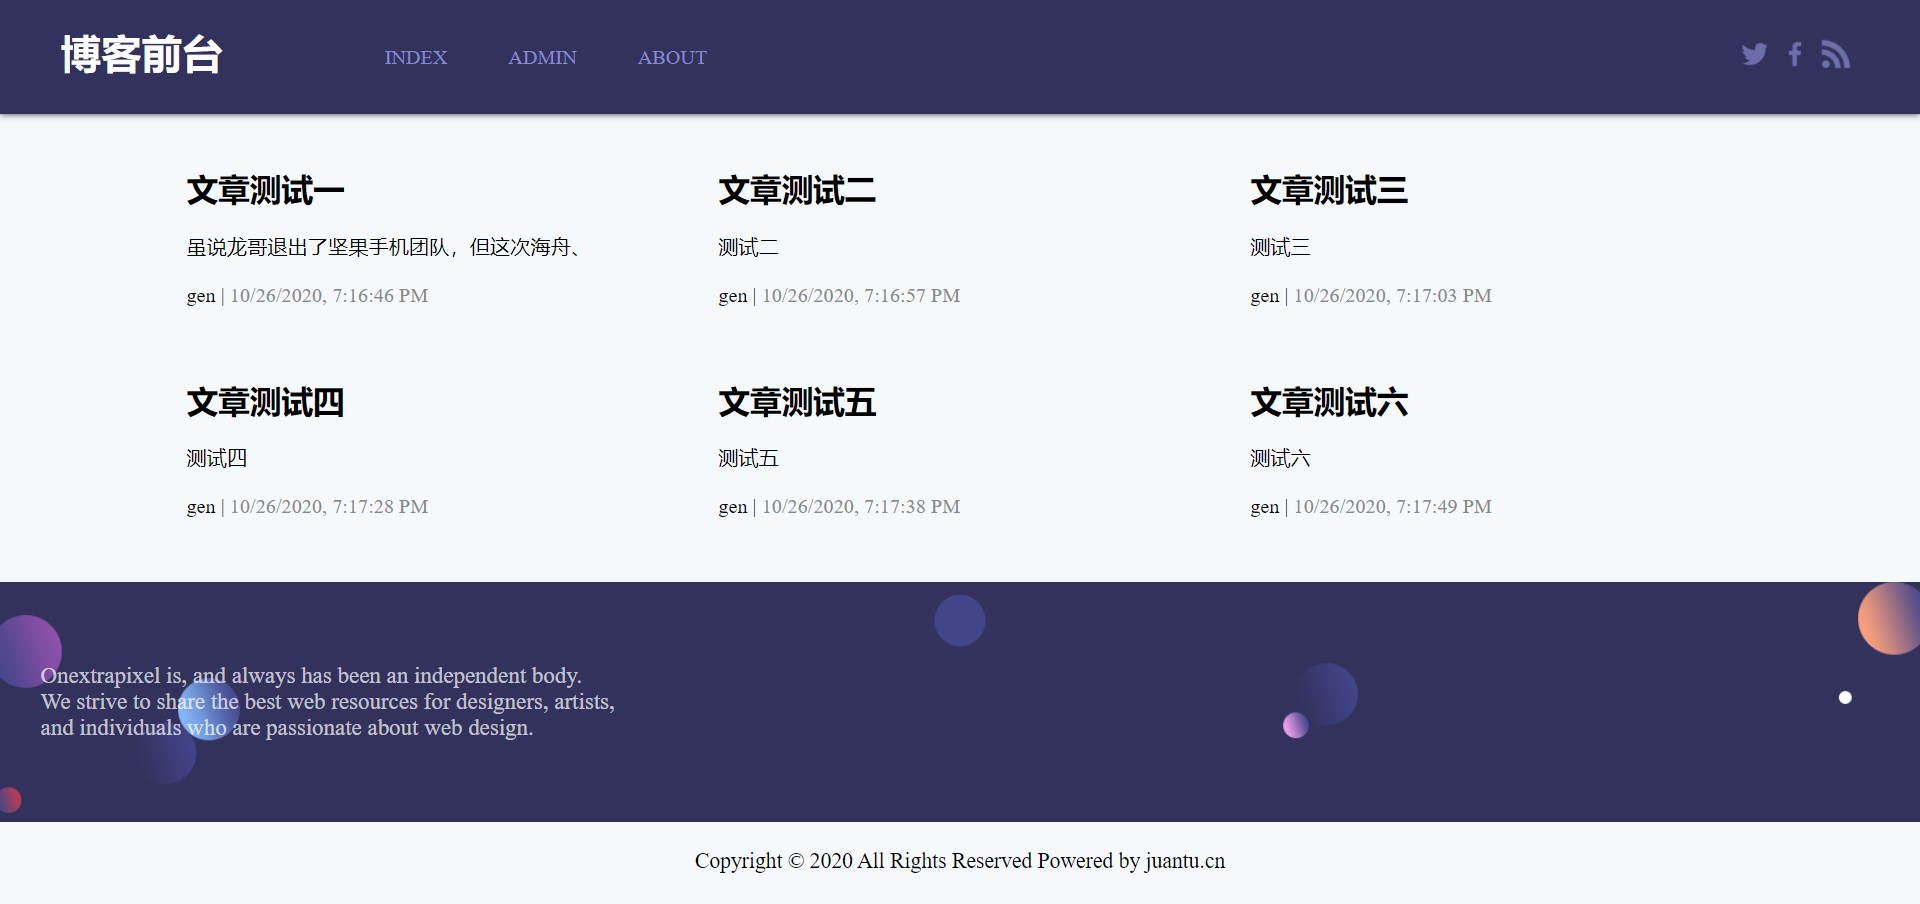 博客前台
INDEX
ADMIN
ABOUT
文章测试一
虽说龙哥退出了坚果手机团队，但这次海舟、
gen | 10/26/2020, 7:16:46 PM
文章测试二
测试二
gen | 10/26/2020, 7:16:57 PM
文章测试三
测试三
gen | 10/26/2020, 7:17:03 PM
文章测试四
测试四
gen | 10/26/2020, 7:17:28 PM
文章测试五
测试五
gen | 10/26/2020, 7:17:38 PM
文章测试六
测试六
gen | 10/26/2020, 7:17:49 PM
Onextrapixel is, and always has been an independent body.
We strive to share the best web resources for designers, artists,
and individuals who are passionate about web design.
Copyright © 2020 All Rights Reserved Powered by juantu.cn